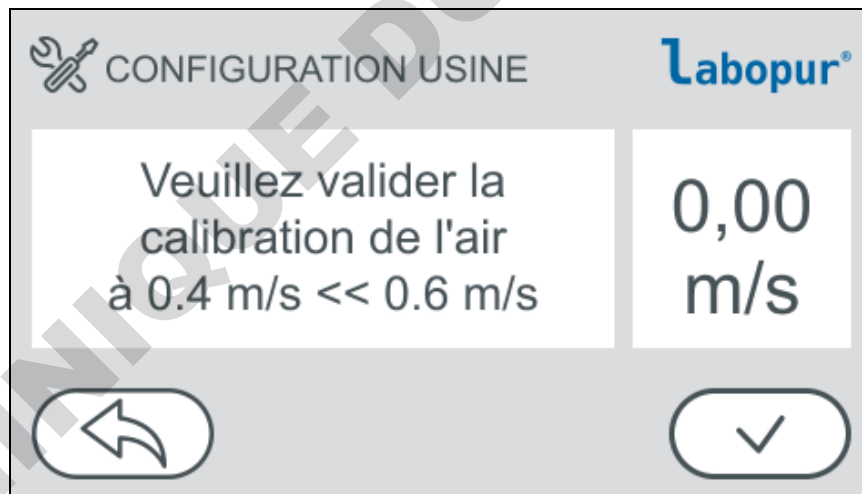 CONFIGURATION USINE
Labopur®
Veuillez valider la
calibration de l'air
à 0.4 m/s << 0.6 m/s
0,00
m/s